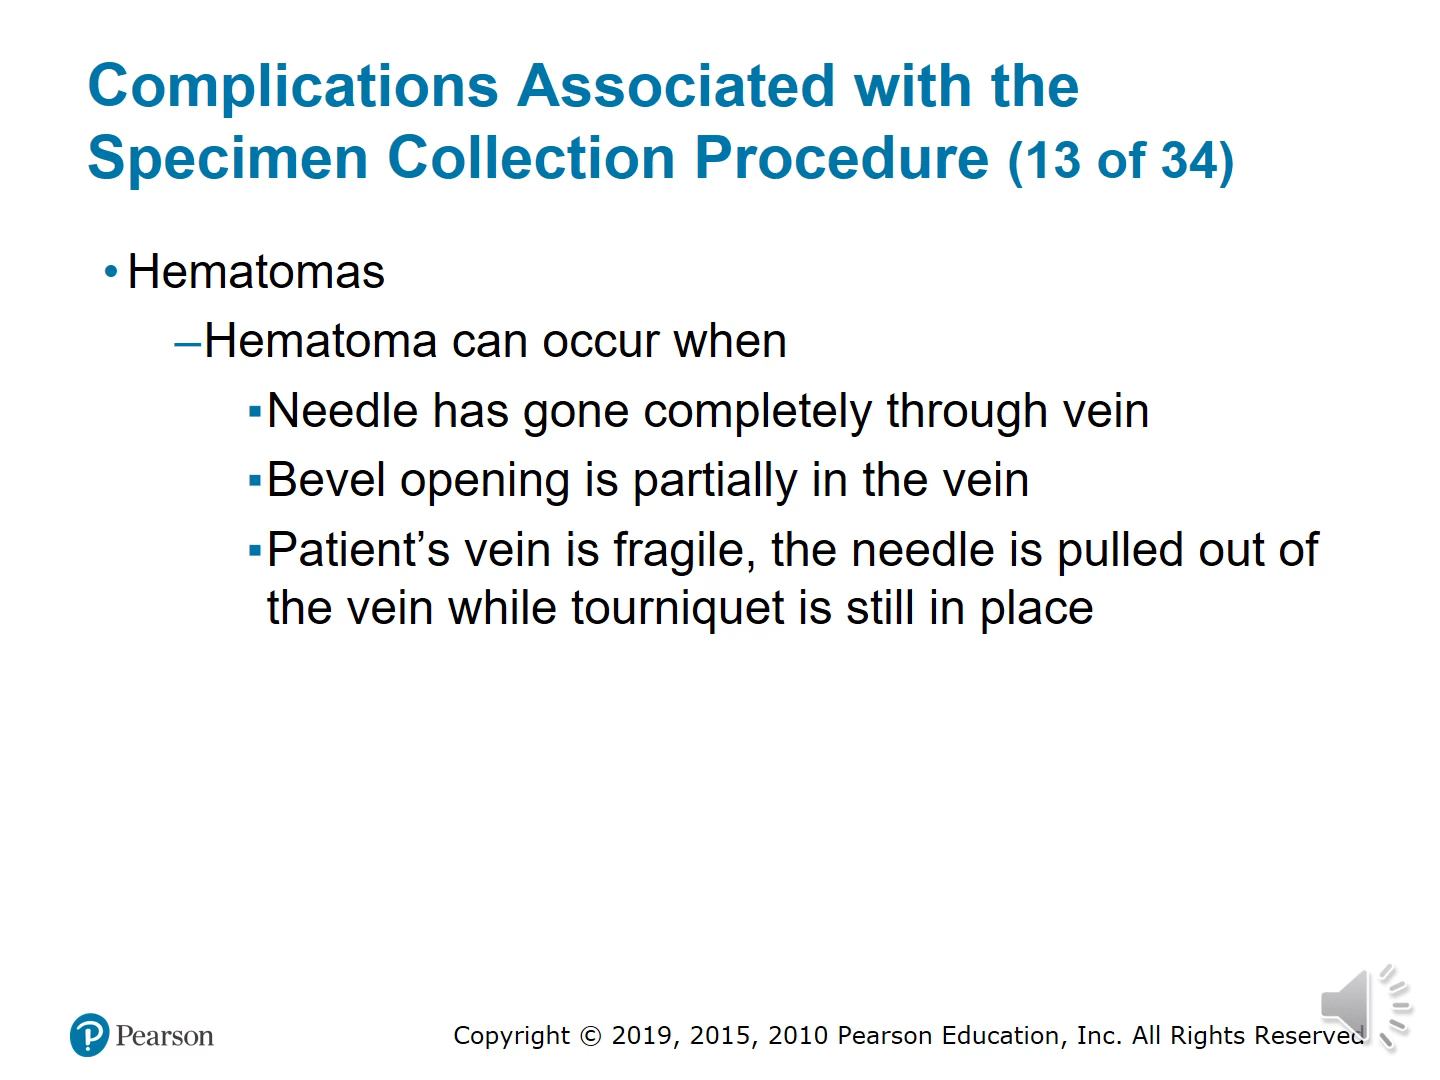 Complications Associated with the
Specimen Collection Procedure (13 of 34)
• Hematomas
–Hematoma can occur when
▪Needle has gone completely through vein
▪Bevel opening is partially in the vein
▪Patient’s vein is fragile, the needle is pulled out of
the vein while tourniquet is still in place
Pearson
Copyright © 2019, 2015, 2010 Pearson Education, Inc. All Rights Reserved